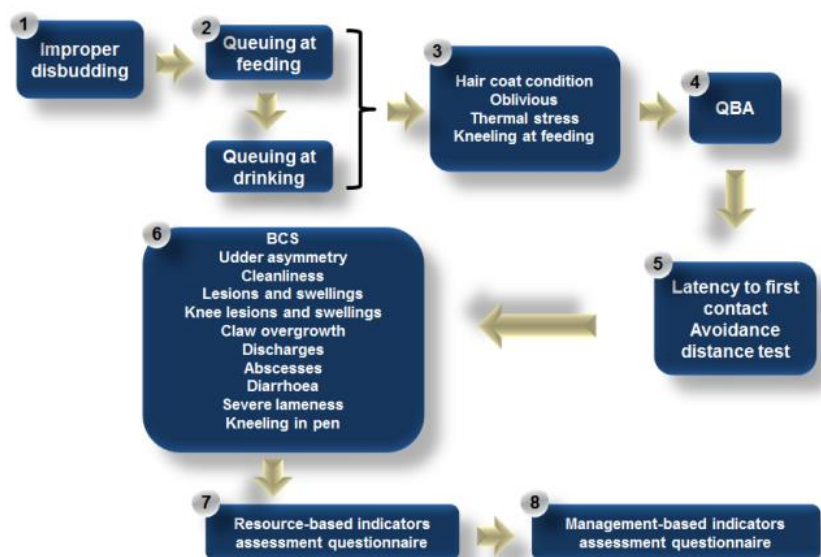 1
Improper
disbudding
2
Queuing at
feeding
Queuing at
drinking
3
Hair coat condition
Oblivious
Thermal stress
Kneeling at feeding
4
QBA
5
Latency to first
contact
Avoidance
distance test
6
BCS
Udder asymmetry
Cleanliness
Lesions and swellings
Knee lesions and swellings
Claw overgrowth
Discharges
Abscesses
Diarrhoea
Severe lameness
Kneeling in pen
7
Resource-based indicators
assessment questionnaire
8
Management-based indicators
assessment questionnaire